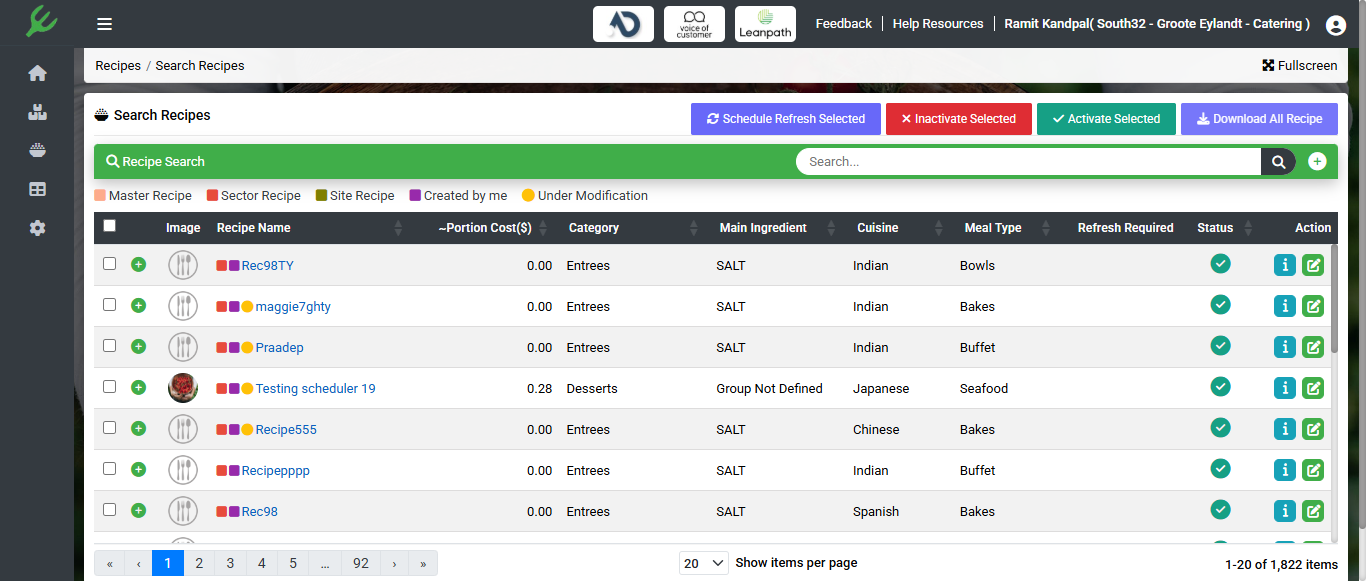 voice of customer
Leanpath
Feedback
Help Resources
Ramit Kandpal( South32 - Groote Eylandt - Catering )
Recipes / Search Recipes
Fullscreen
Search Recipes
Schedule Refresh Selected
Inactivate Selected
Activate Selected
Download All Recipe
Recipe Search
Search...
Master Recipe Sector Recipe Site Recipe Created by me Under Modification
Image Recipe Name ~Portion Cost($) Category Main Ingredient Cuisine Meal Type Refresh Required Status Action
Rec98TY 0.00 Entrees SALT Indian Bowls
maggie7ghty 0.00 Entrees SALT Indian Bakes
Praadep 0.00 Entrees SALT Indian Buffet
Testing scheduler 19 0.28 Desserts Group Not Defined Japanese Seafood
Recipe555 0.00 Entrees SALT Chinese Bakes
Recipepppp 0.00 Entrees SALT Indian Buffet
Rec98 0.00 Entrees SALT Spanish Bakes
« ‹ 1 2 3 4 5 ... 92 › »
20 Show items per page
1-20 of 1,822 items